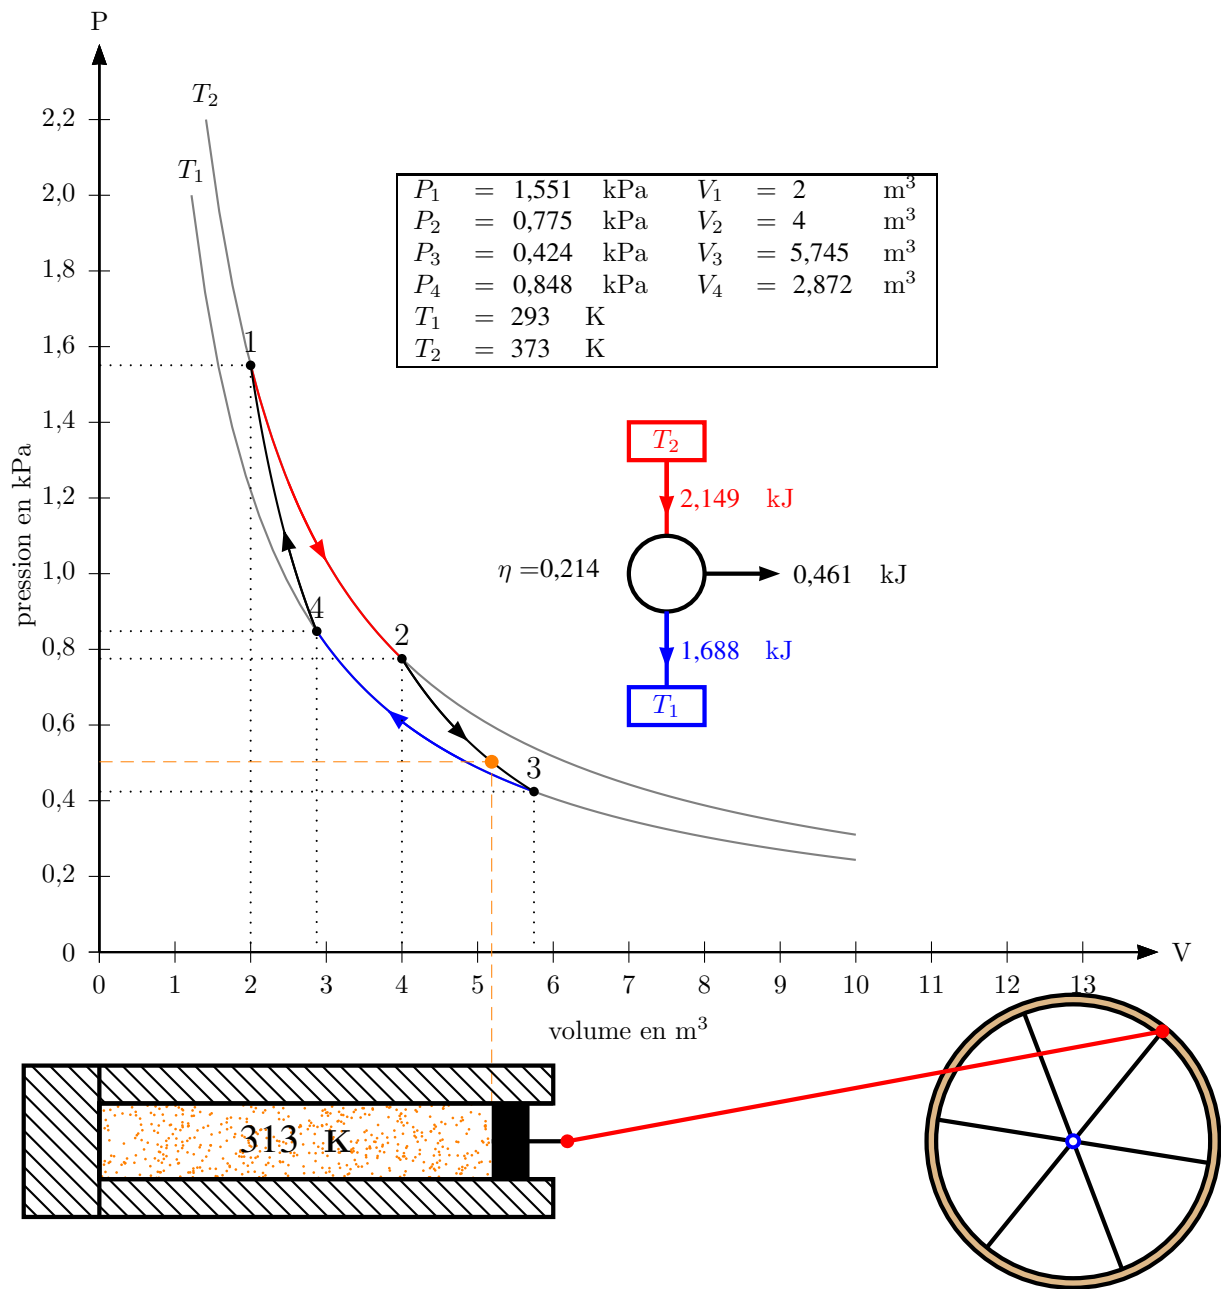 P
T₂
2,2
T₁
2,0
P₁ = 1,551 kPa V₁ = 2 m³
P₂ = 0,775 kPa V₂ = 4 m³
P₃ = 0,424 kPa V₃ = 5,745 m³
P₄ = 0,848 kPa V₄ = 2,872 m³
T₁ = 293 K
T₂ = 373 K
1,8
1,6
1
1,4
T₂
pression en kPa
1,2
2,149 kJ
1,0
η =0,214
0,461 kJ
4
2
0,8
1,688 kJ
0,6
T₁
3
0,4
0,2
0
V
0 1 2 3 4 5 6 7 8 9 10 11 12 13
volume en m³
313 K